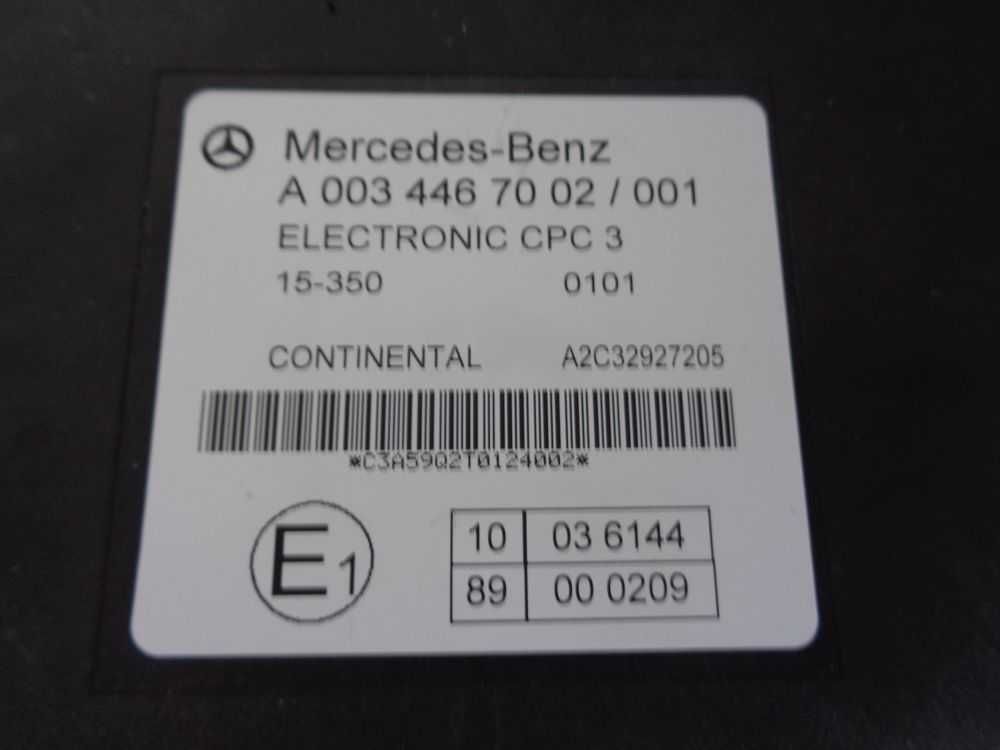 Mercedes-Benz
A 003 446 70 02 / 001
ELECTRONIC CPC 3
15-350 0101
CONTINENTAL A2C32927205
*C3A59Q2T0124002*
E1
10 03 6144
89 00 0209